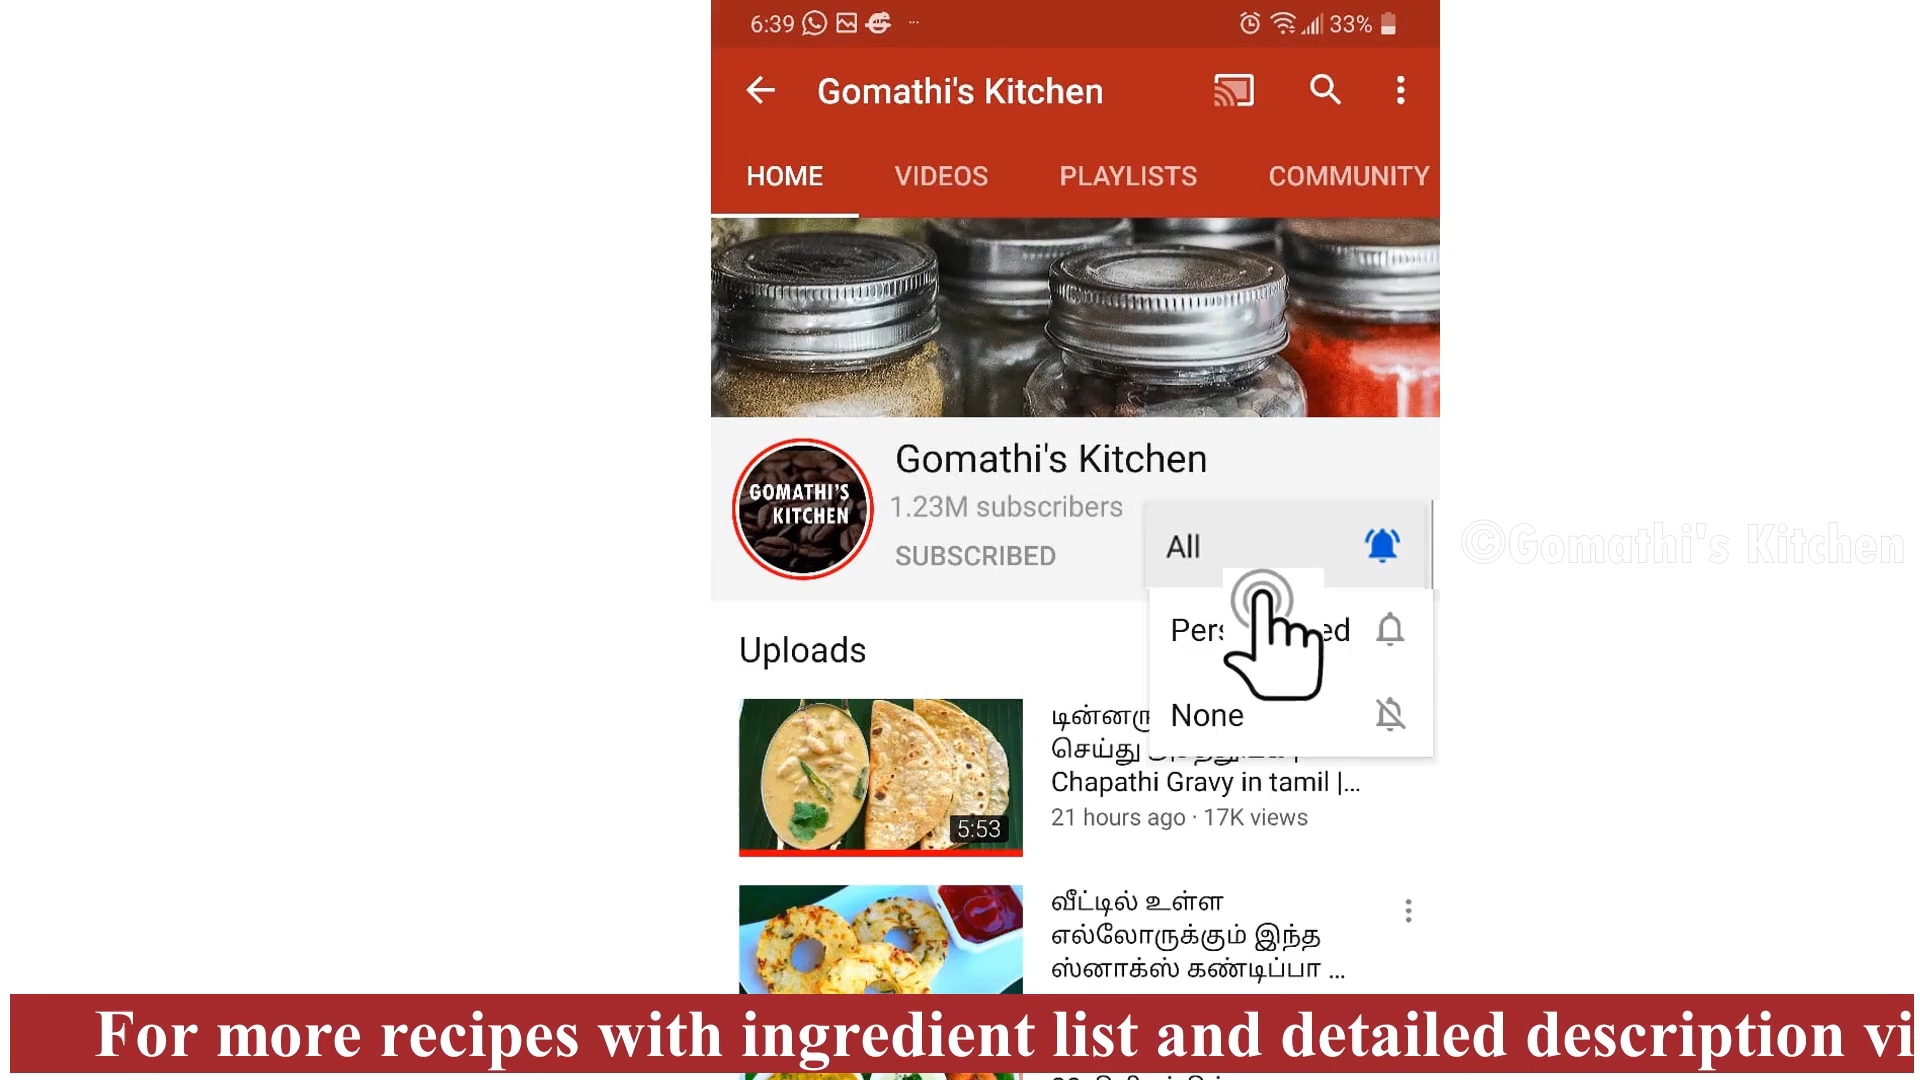 6:39
33%
Gomathi's Kitchen
HOME VIDEOS PLAYLISTS COMMUNITY
GOMATHI'S
KITCHEN
Gomathi's Kitchen
1.23M subscribers
SUBSCRIBED
All
None
©Gomathi's Kitchen
Uploads
செய்து
Chapathi Gravy in tamil |...
21 hours ago · 17K views
5:53
வீட்டில் உள்ள
எல்லோருக்கும் இந்த
ஸ்னாக்ஸ் கண்டிப்பா ...
For more recipes with ingredient list and detailed description vi